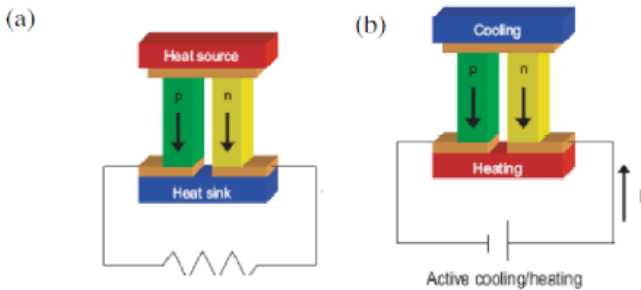 (a)
Heat source
p n
Heat sink
(b)
Cooling
p n
Heating
Active cooling/heating